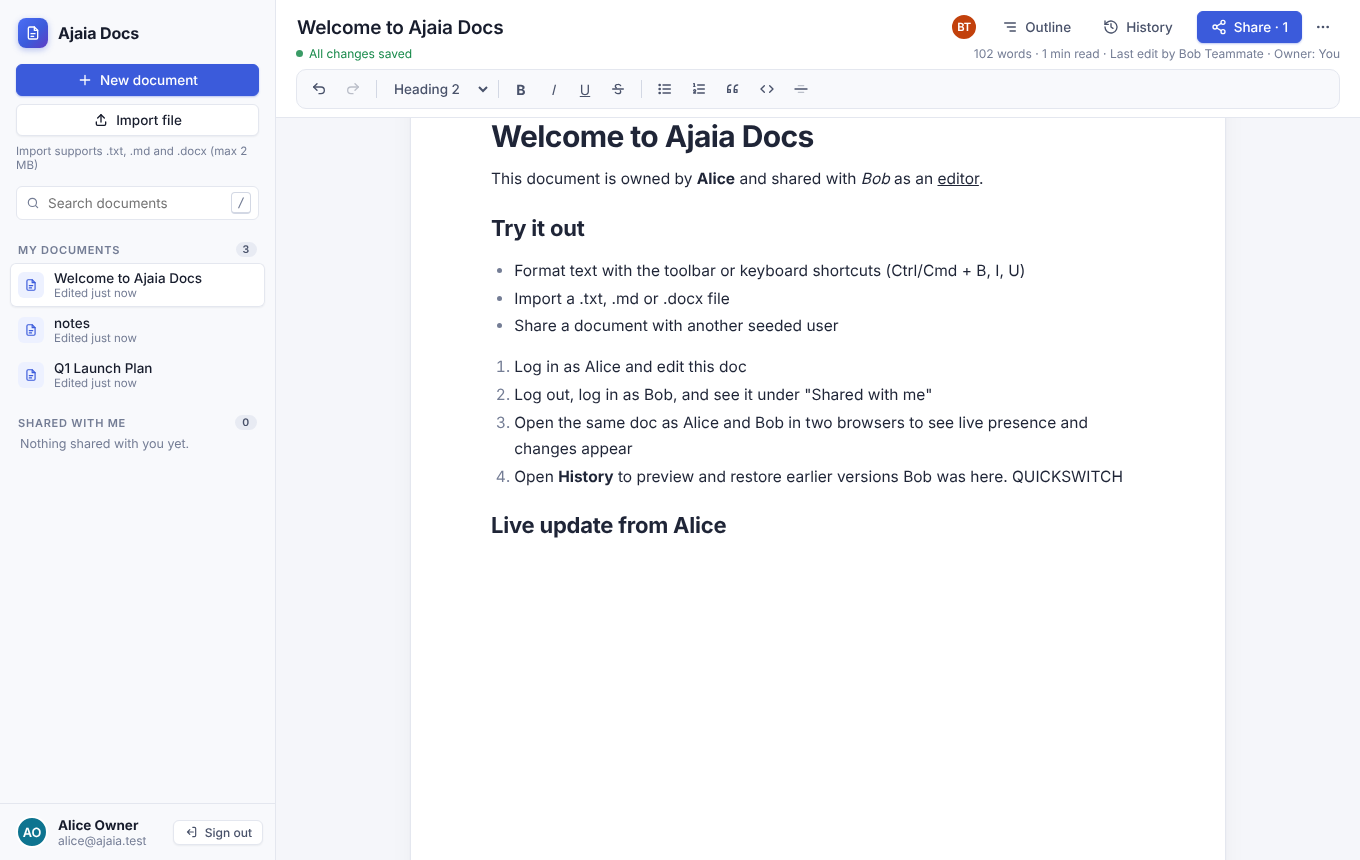 Ajaia Docs
New document
Import file
Import supports .txt, .md and .docx (max 2
MB)
Search documents /
MY DOCUMENTS 3
Welcome to Ajaia Docs
Edited just now
notes
Edited just now
Q1 Launch Plan
Edited just now
SHARED WITH ME 0
Nothing shared with you yet.
AO
Alice Owner
alice@ajaia.test
Sign out
Welcome to Ajaia Docs
BT
Outline
History
Share · 1
All changes saved
102 words · 1 min read · Last edit by Bob Teammate · Owner: You
Heading 2
B I U S
Welcome to Ajaia Docs
This document is owned by Alice and shared with Bob as an editor.
Try it out
Format text with the toolbar or keyboard shortcuts (Ctrl/Cmd + B, I, U)
Import a .txt, .md or .docx file
Share a document with another seeded user
1. Log in as Alice and edit this doc
2. Log out, log in as Bob, and see it under "Shared with me"
3. Open the same doc as Alice and Bob in two browsers to see live presence and
changes appear
4. Open History to preview and restore earlier versions Bob was here. QUICKSWITCH
Live update from Alice